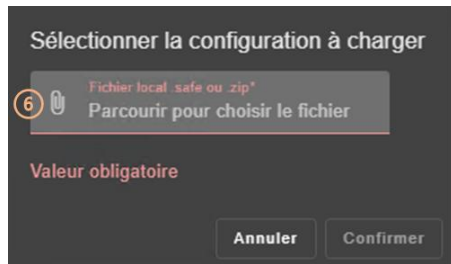 Sélectionner la configuration à charger
Fichier local .safe ou .zip*
6 Parcourir pour choisir le fichier
Valeur obligatoire
Annuler Confirmer